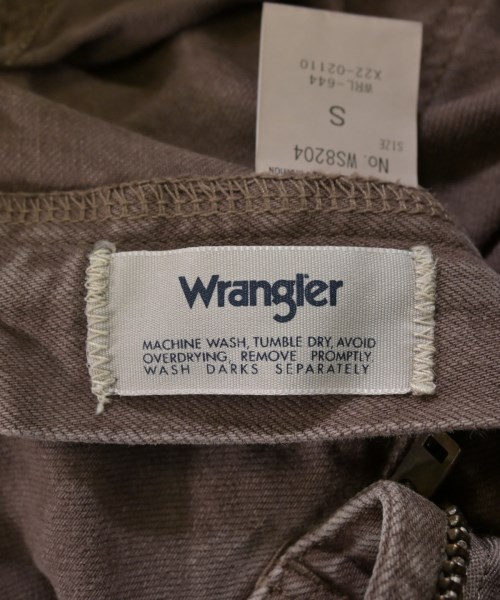 X22-02110
WRL-644
S
SIZE
No. WS8204
Wrangler
MACHINE WASH, TUMBLE DRY, AVOID
OVERDRYING, REMOVE PROMPTLY.
WASH DARKS SEPARATELY